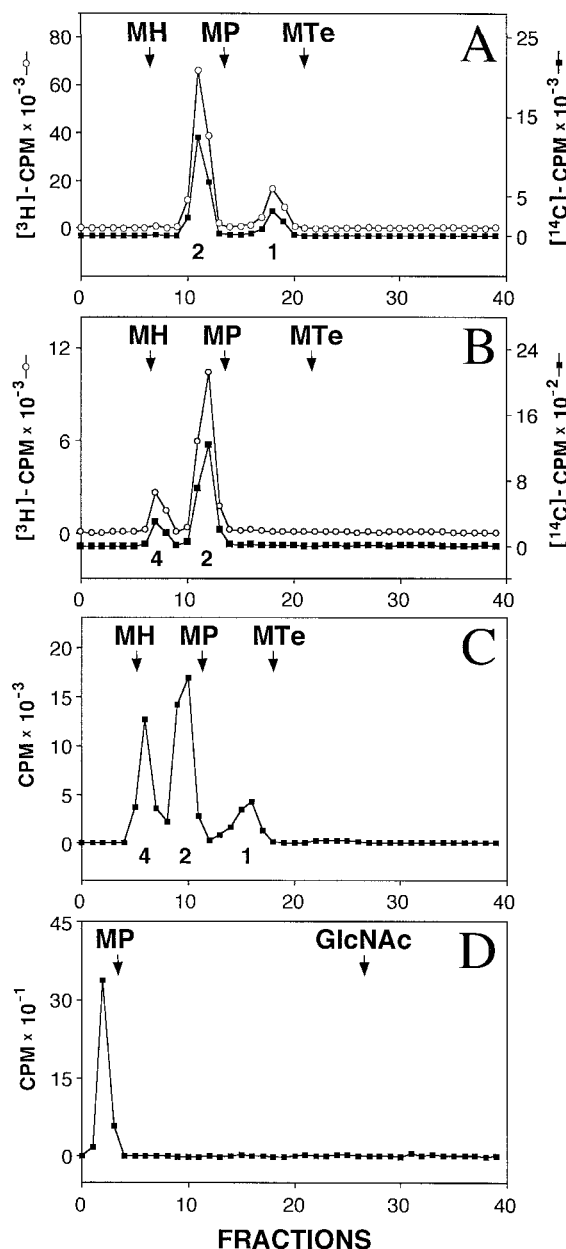 A
MH MP MTe
[³H]-CPM x 10⁻³
80
60
40
20
0
[¹⁴C]-CPM x 10⁻³
25
15
5
0
2 1
0 10 20 30 40
B
MH MP MTe
[³H]-CPM x 10⁻³
12
6
0
[¹⁴C]-CPM x 10⁻²
24
16
8
0
4 2
0 10 20 30 40
C
MH MP MTe
CPM x 10⁻³
20
15
10
5
0
4 2 1
0 10 20 30 40
D
MP GlcNAc
CPM x 10⁻¹
45
30
15
0
0 10 20 30 40
FRACTIONS